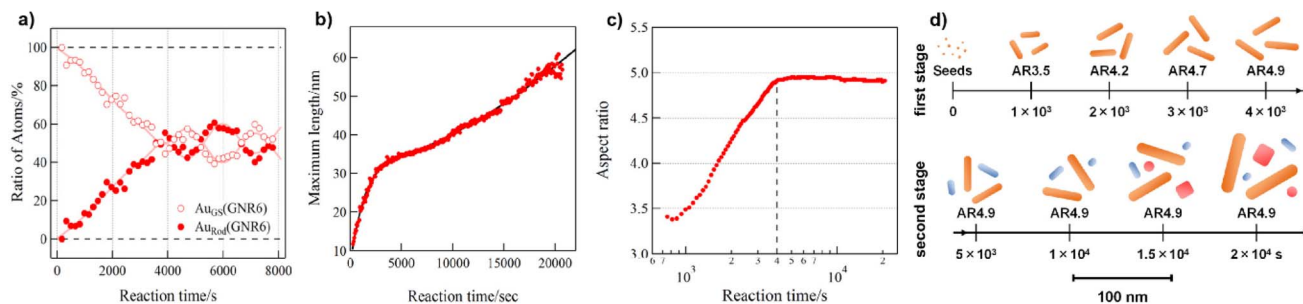 a)
100
80
60
40
20
0
Ratio of Atoms/%
Au_GS(GNR6)
Au_Rod(GNR6)
0 2000 4000 6000 8000
Reaction time/s
b)
60
50
40
30
20
10
Maximum length/nm
0 5000 10000 15000 20000
Reaction time/sec
c)
5.5
5.0
4.5
4.0
3.5
3.0
Aspect ratio
6 7 10³ 2 3 4 5 6 7 10⁴ 2
Reaction time/s
d)
first stage
Seeds AR3.5 AR4.2 AR4.7 AR4.9
0 1×10³ 2×10³ 3×10³ 4×10³
second stage
AR4.9 AR4.9 AR4.9 AR4.9
5×10³ 1×10⁴ 1.5×10⁴ 2×10⁴ s
100 nm